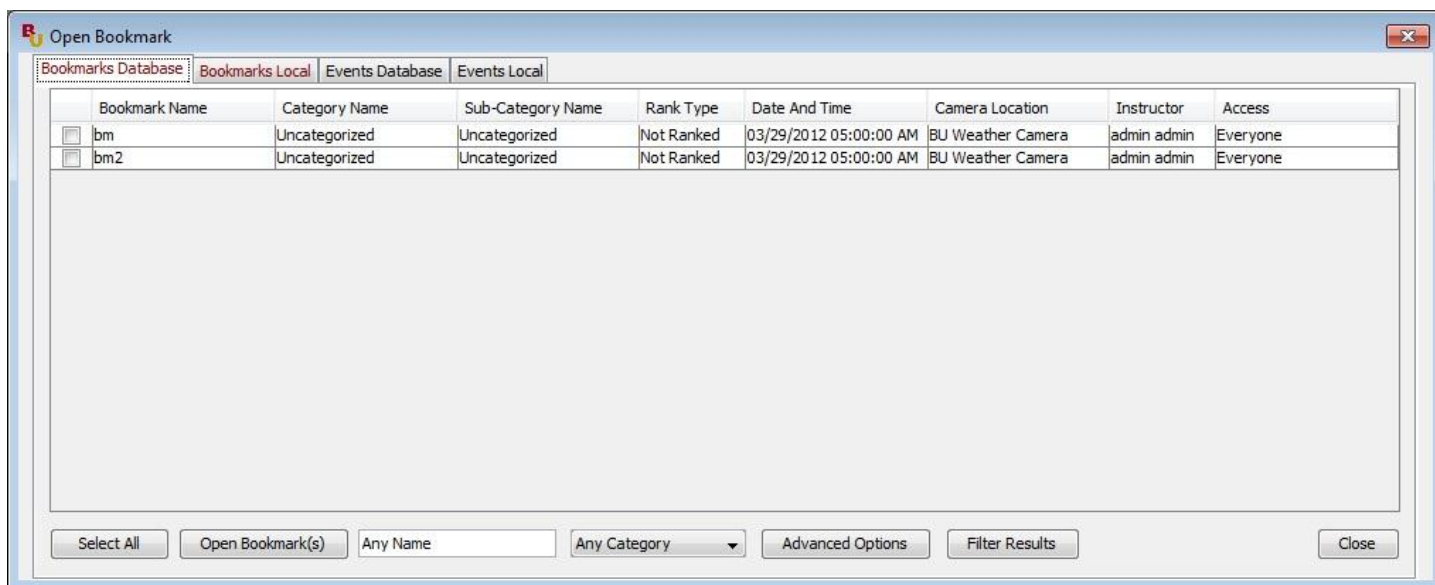 BU Open Bookmark
Bookmarks Database Bookmarks Local Events Database Events Local
Bookmark Name Category Name Sub-Category Name Rank Type Date And Time Camera Location Instructor Access
bm Uncategorized Uncategorized Not Ranked 03/29/2012 05:00:00 AM BU Weather Camera admin admin Everyone
bm2 Uncategorized Uncategorized Not Ranked 03/29/2012 05:00:00 AM BU Weather Camera admin admin Everyone
Select All Open Bookmark(s) Any Name Any Category Advanced Options Filter Results Close